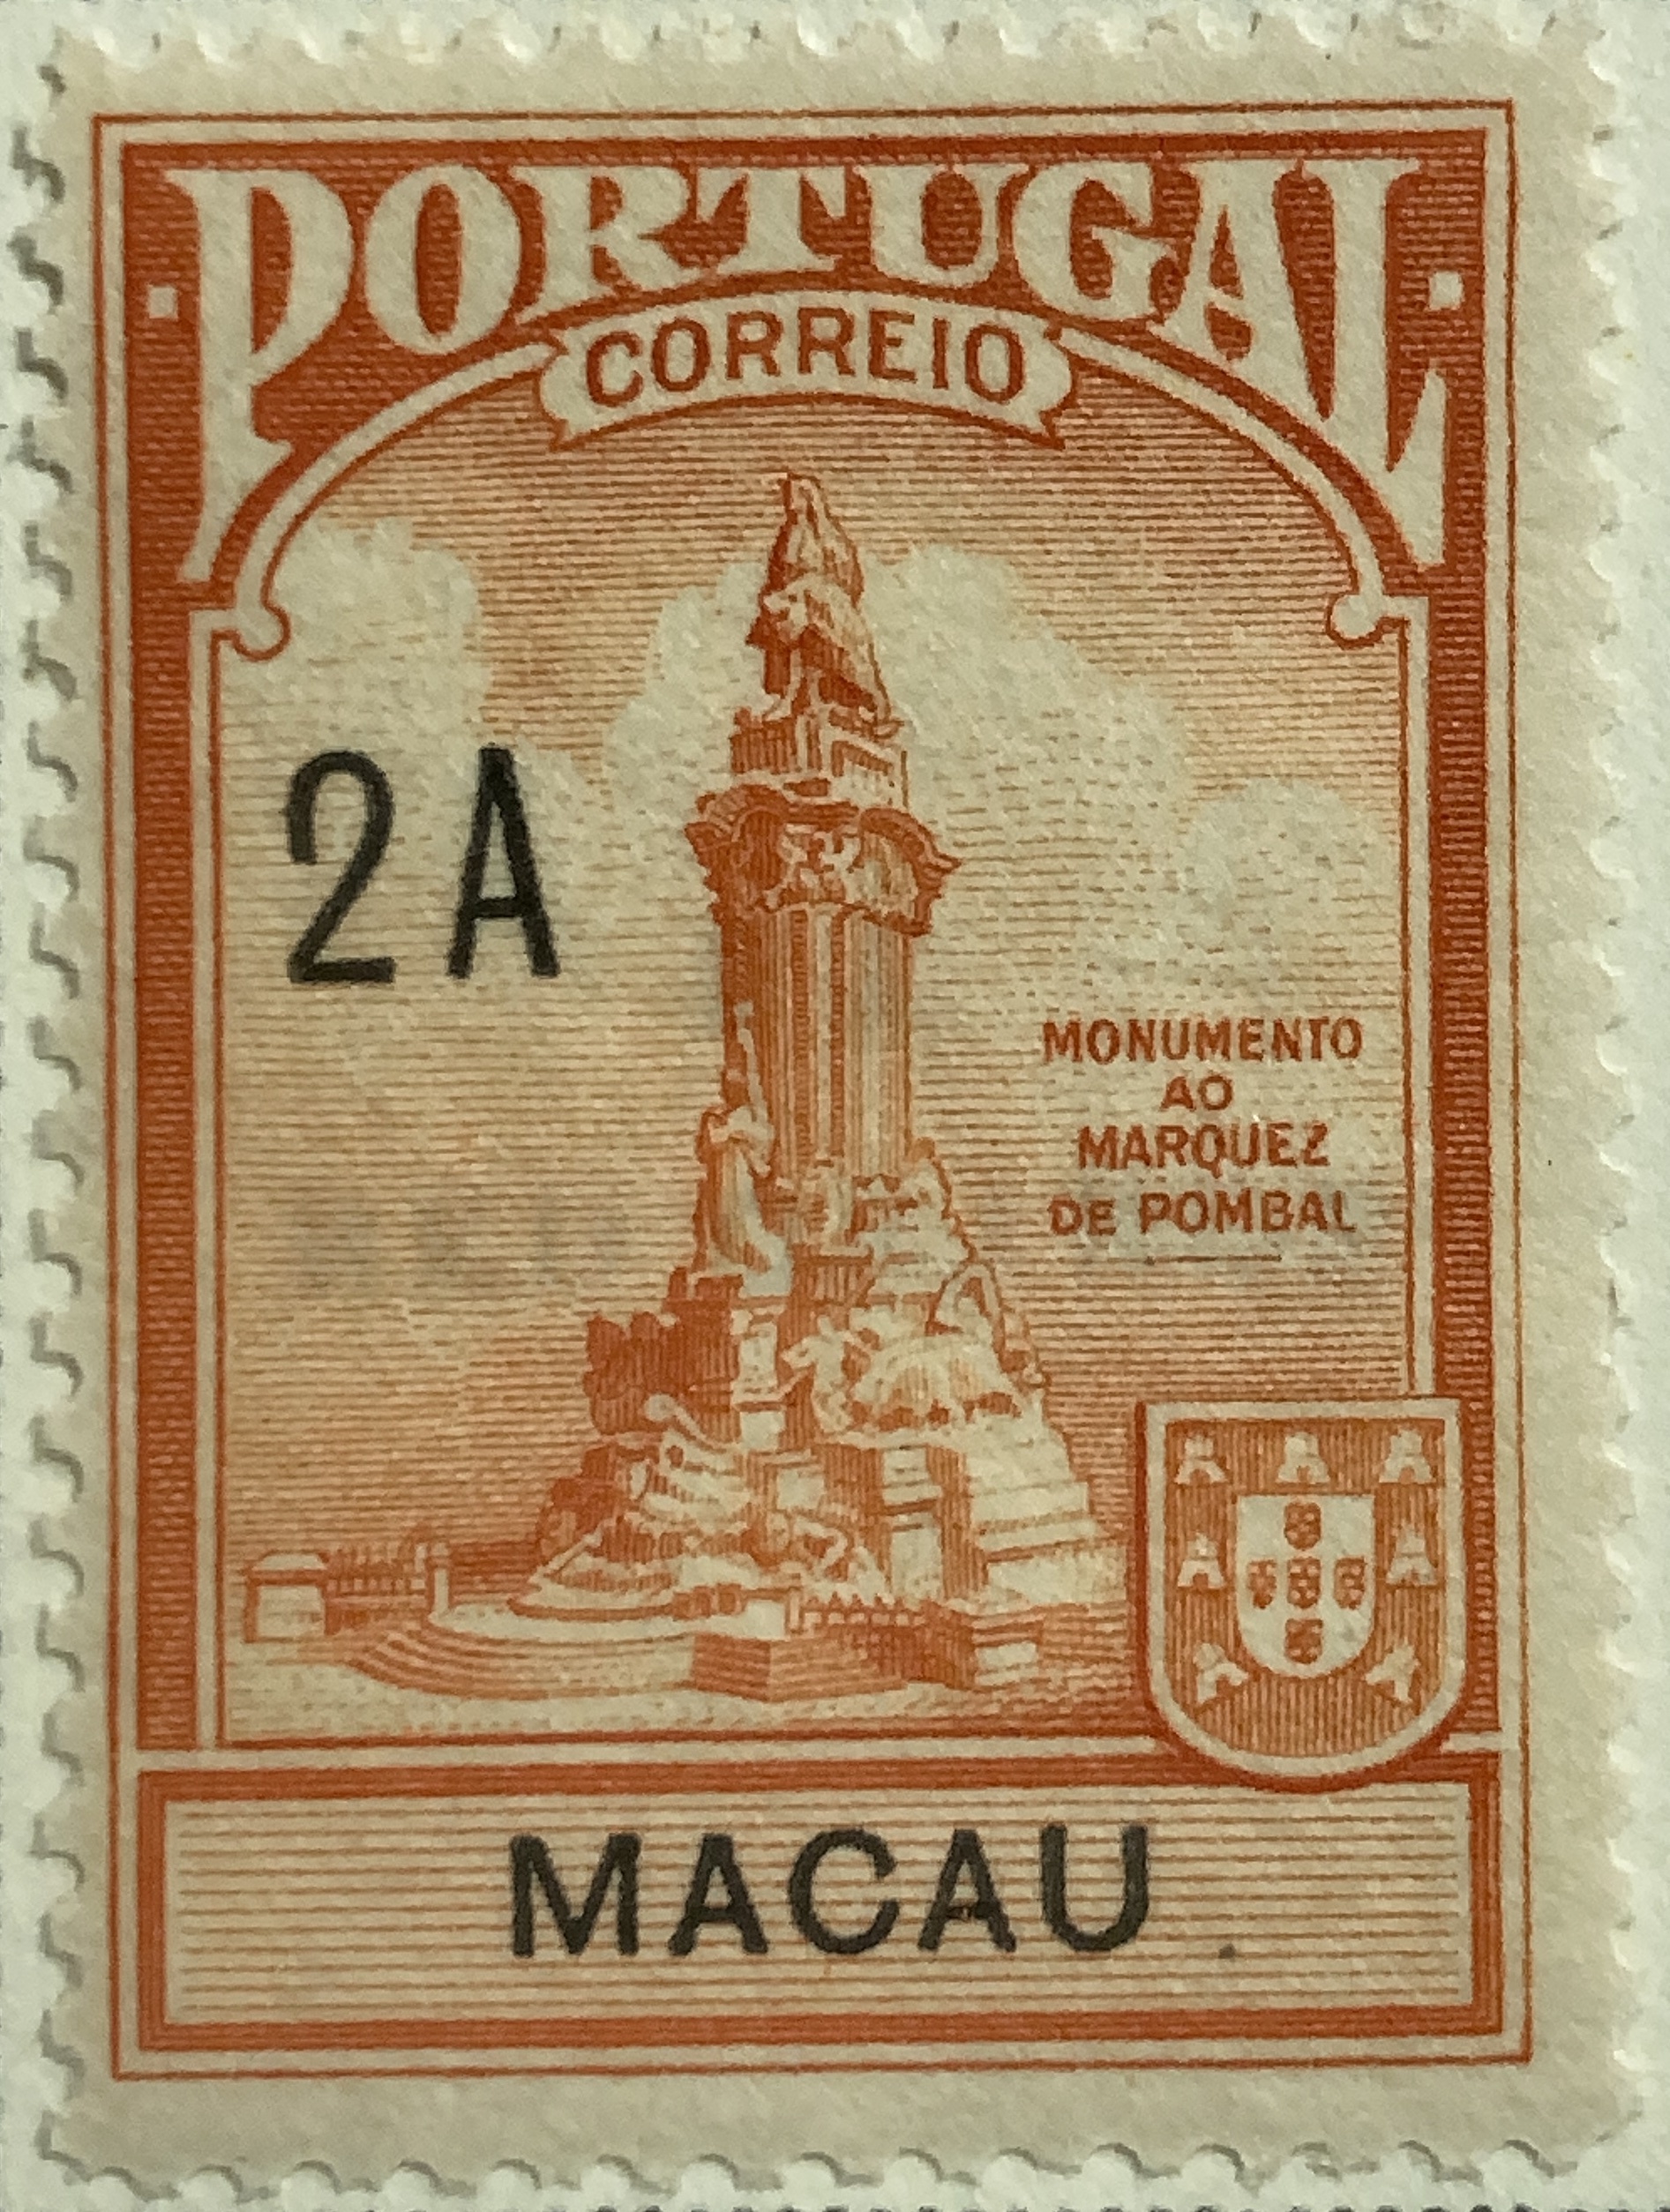 PORTUGAL
CORREIO
2A
MONUMENTO
AO
MARQUEZ
DE POMBAL
MACAU